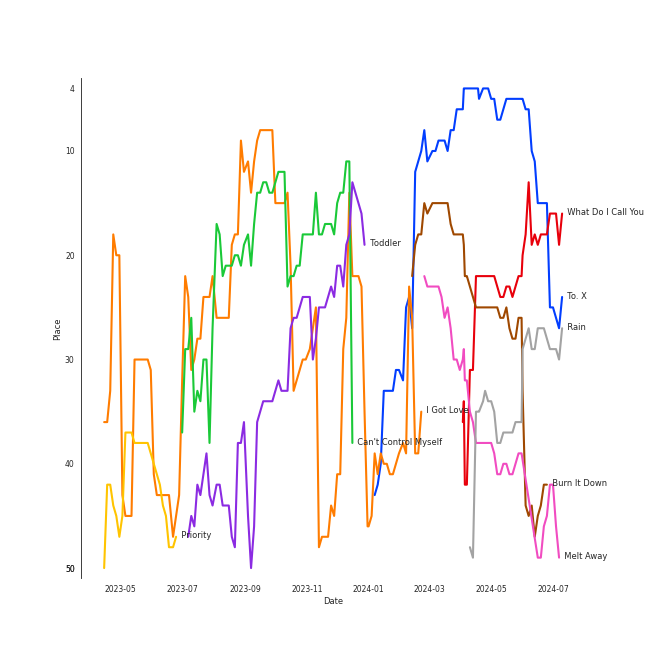 4
10
20
30
40
50
Place
What Do I Call You
Toddler
To. X
Rain
I Got Love
Can't Control Myself
Burn It Down
Priority
Melt Away
2023-05
2023-07
2023-09
2023-11
2024-01
2024-03
2024-05
2024-07
Date